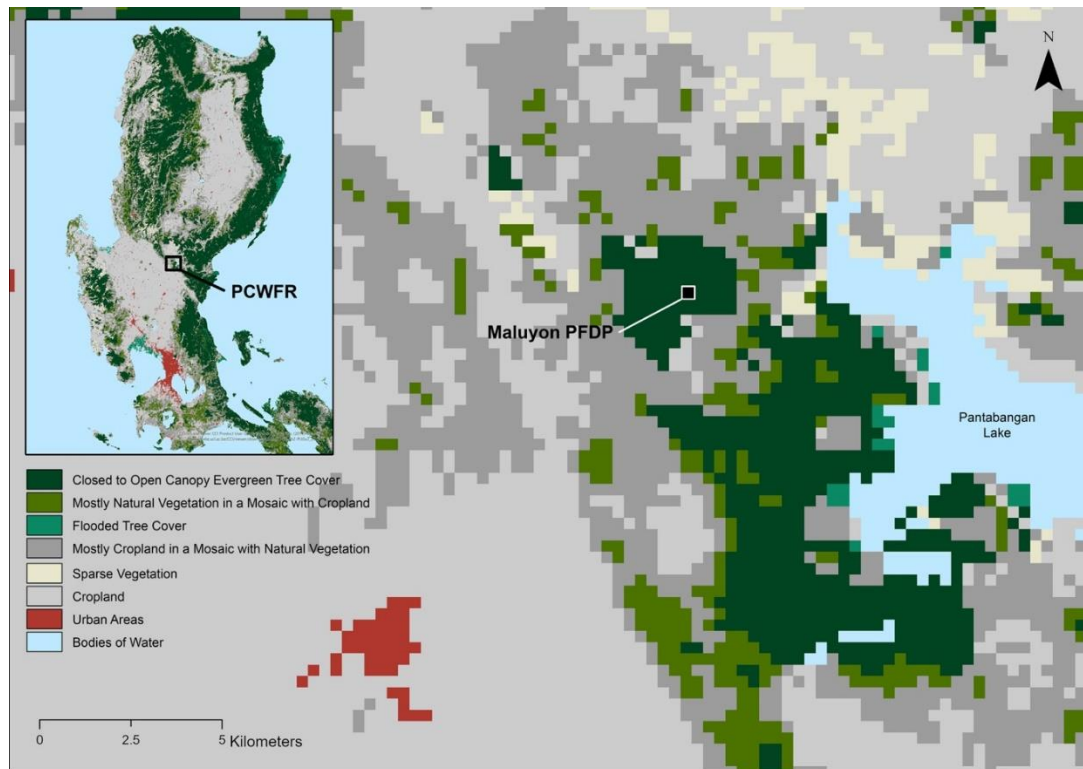 N
PCWFR
Maluyon PFDP
Pantabangan
Lake
Closed to Open Canopy Evergreen Tree Cover
Mostly Natural Vegetation in a Mosaic with Cropland
Flooded Tree Cover
Mostly Cropland in a Mosaic with Natural Vegetation
Sparse Vegetation
Cropland
Urban Areas
Bodies of Water
0 2.5 5 Kilometers